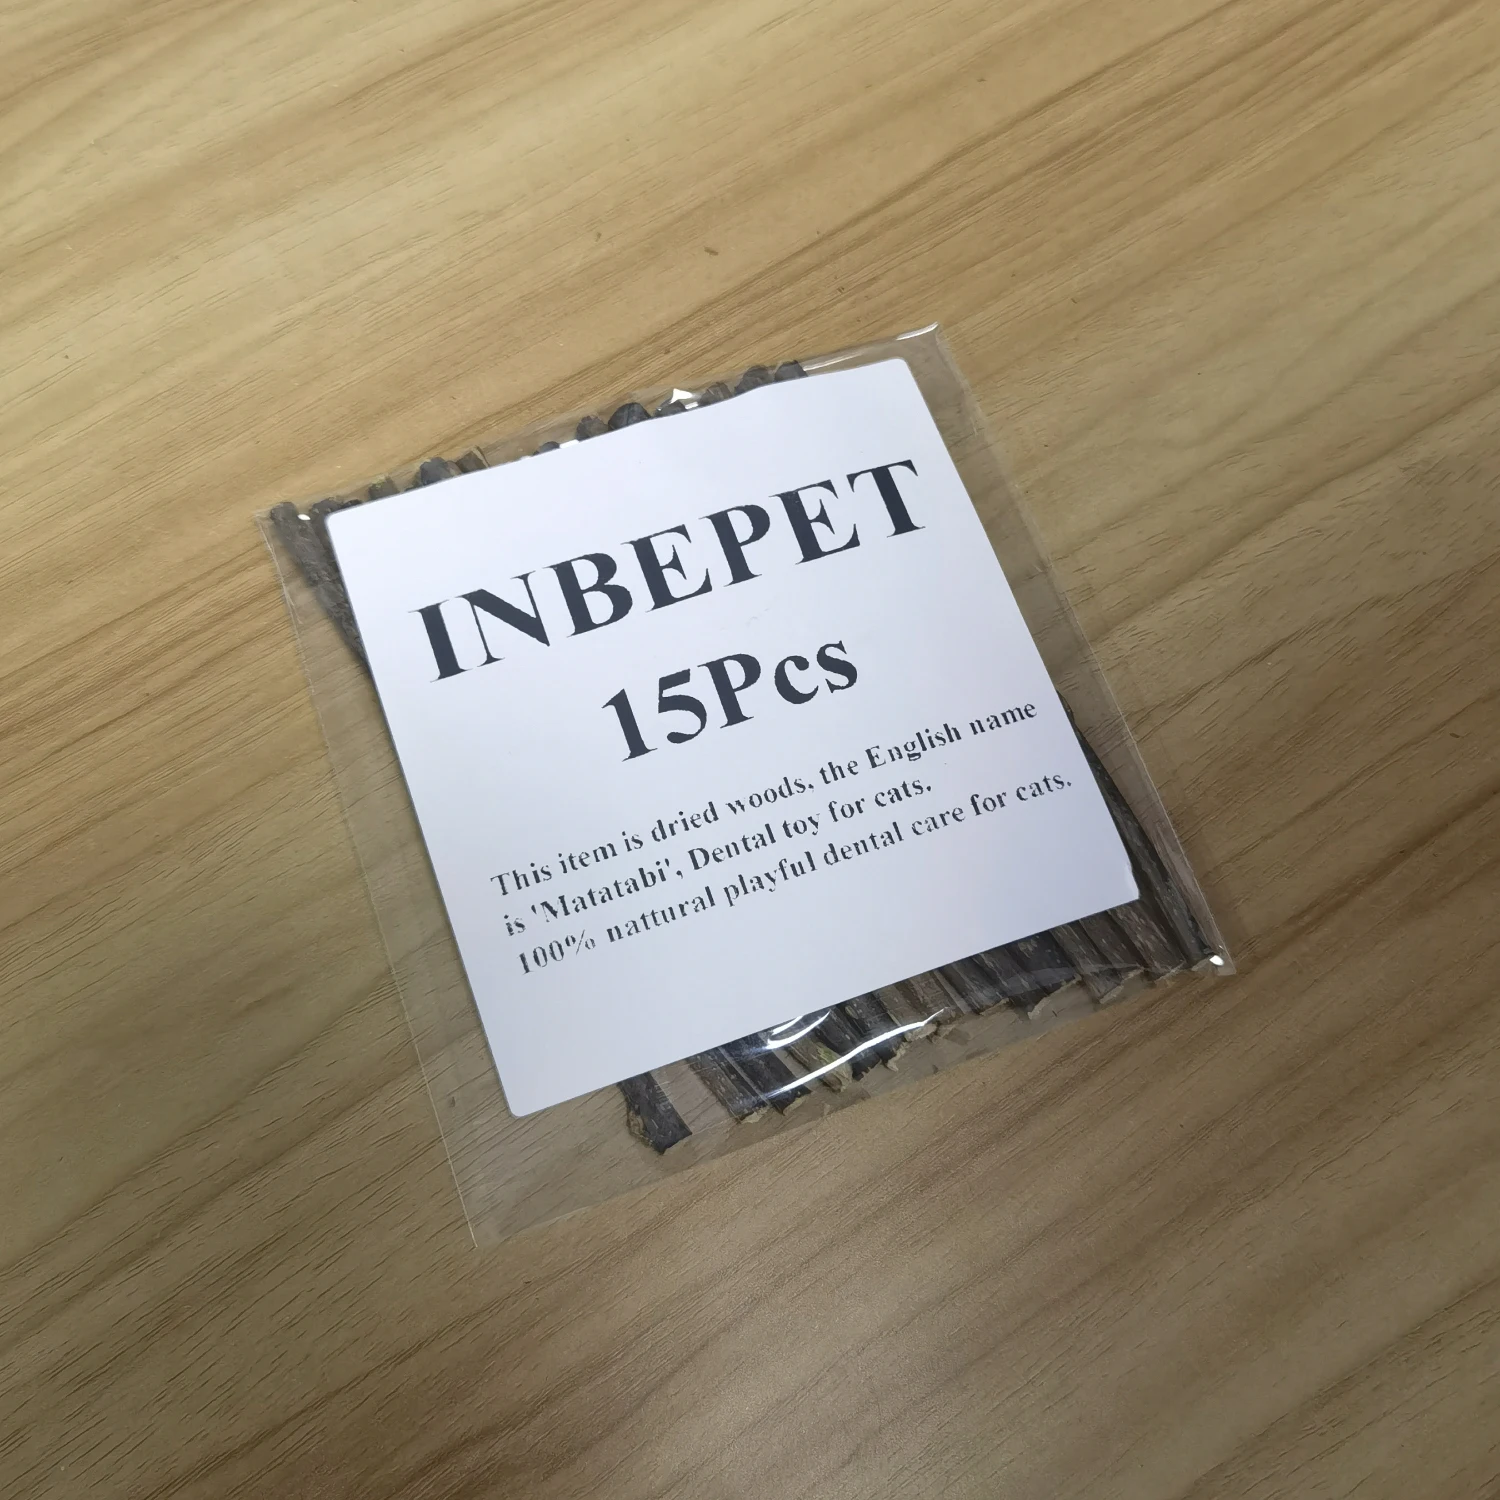 INBEPET
15Pcs
This item is dried woods, the English name
is 'Matatabi', Dental toy for cats.
100% nattural playful dental care for cats.